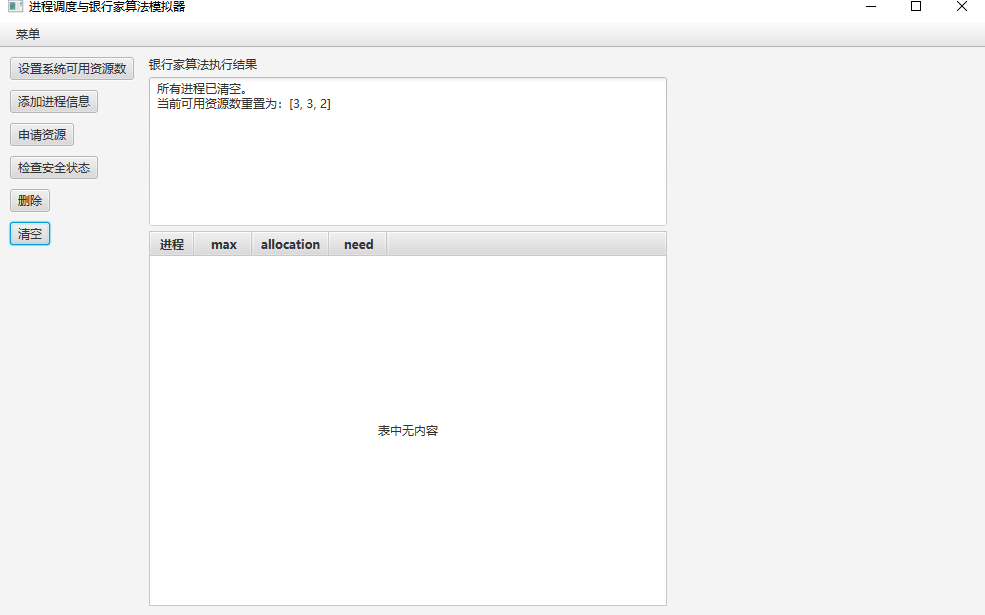 进程调度与银行家算法模拟器
菜单
设置系统可用资源数
添加进程信息
申请资源
检查安全状态
删除
清空
银行家算法执行结果
所有进程已清空。
当前可用资源数重置为：[3, 3, 2]
进程 max allocation need
表中无内容